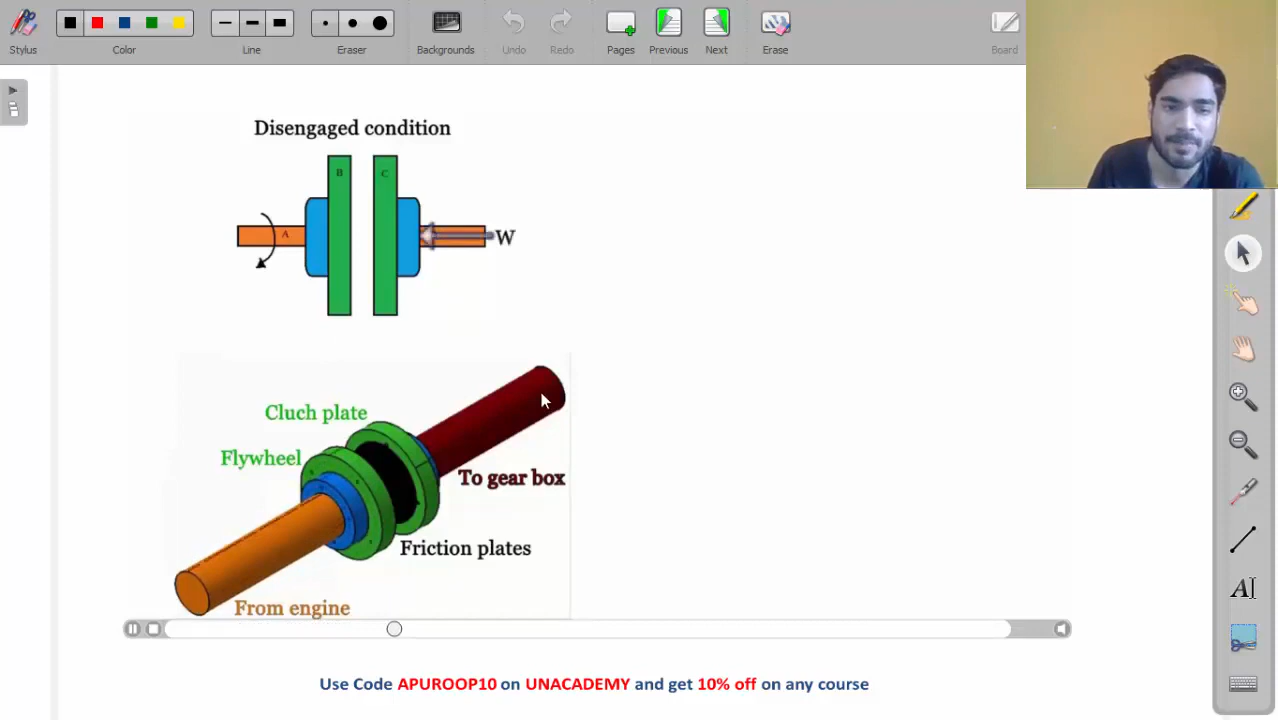 Stylus
Color
Line
Eraser
Backgrounds
Undo
Redo
Pages
Previous
Next
Erase
Board
Disengaged condition
B
C
A
W
Cluch plate
Flywheel
To gear box
Friction plates
From engine
A
Use Code APUROOP10 on UNACADEMY and get 10% off on any course